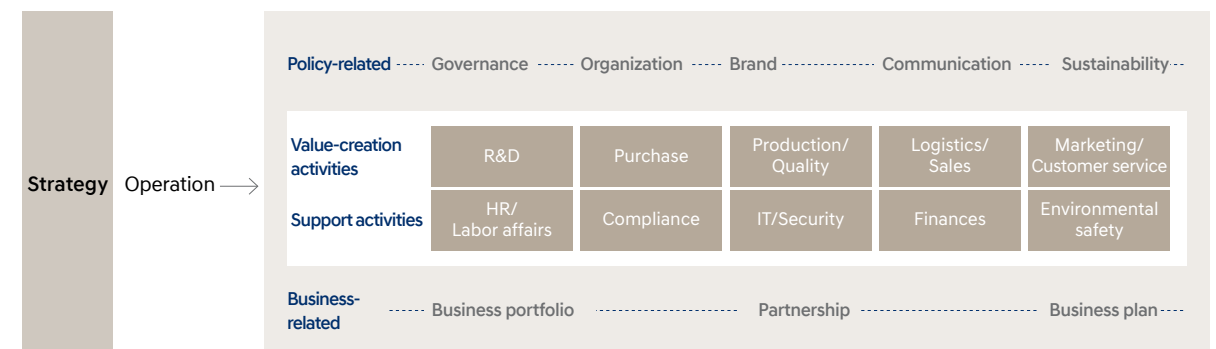 Policy-related Governance Organization Brand Communication Sustainability
Value-creation
activities
R&D
Purchase
Production/
Quality
Logistics/
Sales
Marketing/
Customer service
Strategy Operation
Support activities
HR/
Labor affairs
Compliance
IT/Security
Finances
Environmental
safety
Business-
related
Business portfolio Partnership Business plan